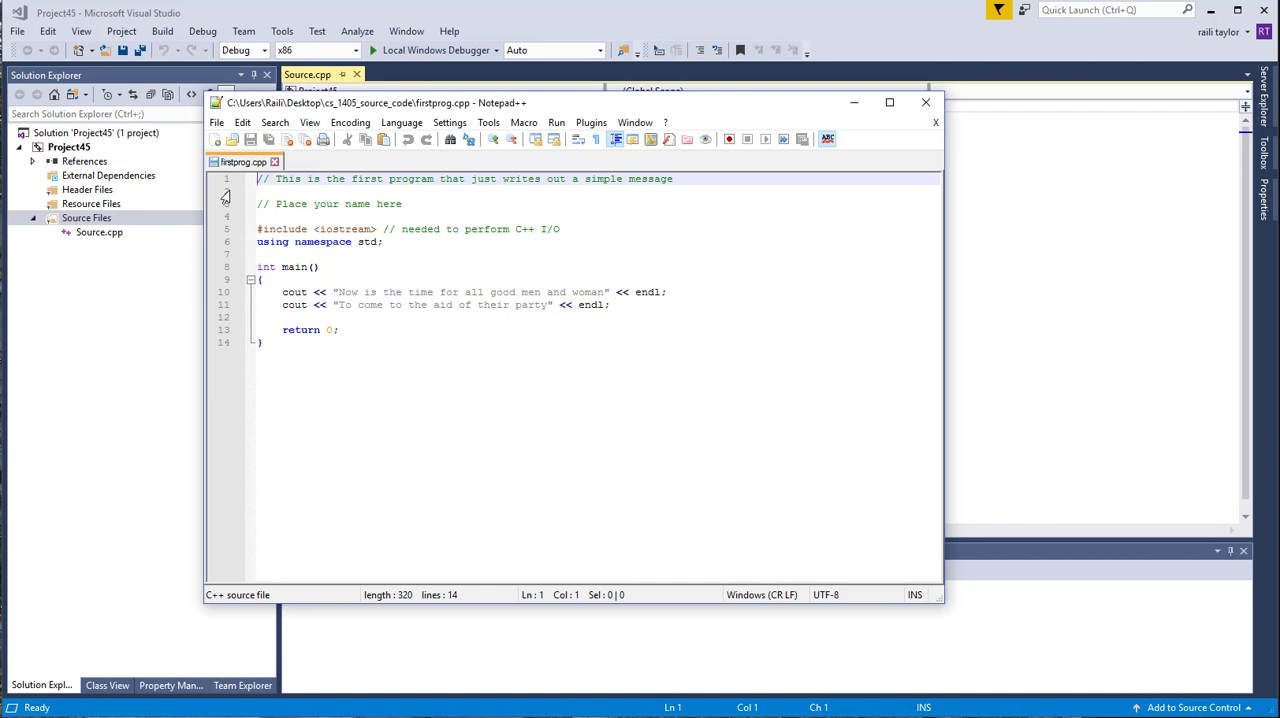 Project45 - Microsoft Visual Studio
Quick Launch (Ctrl+Q)
File Edit View Project Build Debug Team Tools Test Analyze Window Help
raili taylor RT
Debug x86 Local Windows Debugger Auto
Solution Explorer
Source.cpp
Search Solution Explorer (Ctrl+;)
Solution 'Project45' (1 project)
Project45
References
External Dependencies
Header Files
Resource Files
Source Files
Source.cpp
C:\Users\Raili\Desktop\cs_1405_source_code\firstprog.cpp - Notepad++
File Edit Search View Encoding Language Settings Tools Macro Run Plugins Window ? X
ABC
firstprog.cpp
1 // This is the first program that just writes out a simple message
3 // Place your name here
4
5 #include <iostream> // needed to perform C++ I/O
6 using namespace std;
7
8 int main()
9 {
10 cout << "Now is the time for all good men and woman" << endl;
11 cout << "To come to the aid of their party" << endl;
12
13 return 0;
14 }
C++ source file length : 320 lines : 14 Ln : 1 Col : 1 Sel : 0 | 0 Windows (CR LF) UTF-8 INS
Server Explorer
Toolbox
Properties
Solution Expl... Class View Property Man... Team Explorer
Ready Ln 1 Col 1 Ch 1 INS Add to Source Control